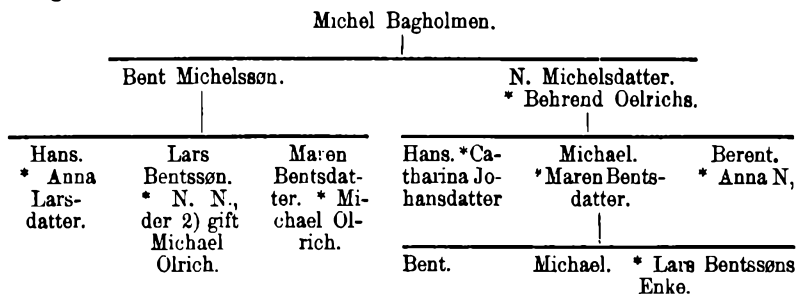 Michel Bagholmen.
Bent Michelssøn.
N. Michelsdatter.
* Behrend Oelrichs.
Hans.
* Anna
Lars-
datter.
Lars
Bentssøn.
* N. N.,
der 2) gift
Michael
Olrich.
Maren
Bentsdat-
ter. * Mi-
chael Ol-
rich.
Hans. *Ca-
tharina Jo-
hansdatter
Michael.
*Maren Bents-
datter.
Berent.
* Anna N,
Bent.
Michael. * Lars Bentssøns
Enke.